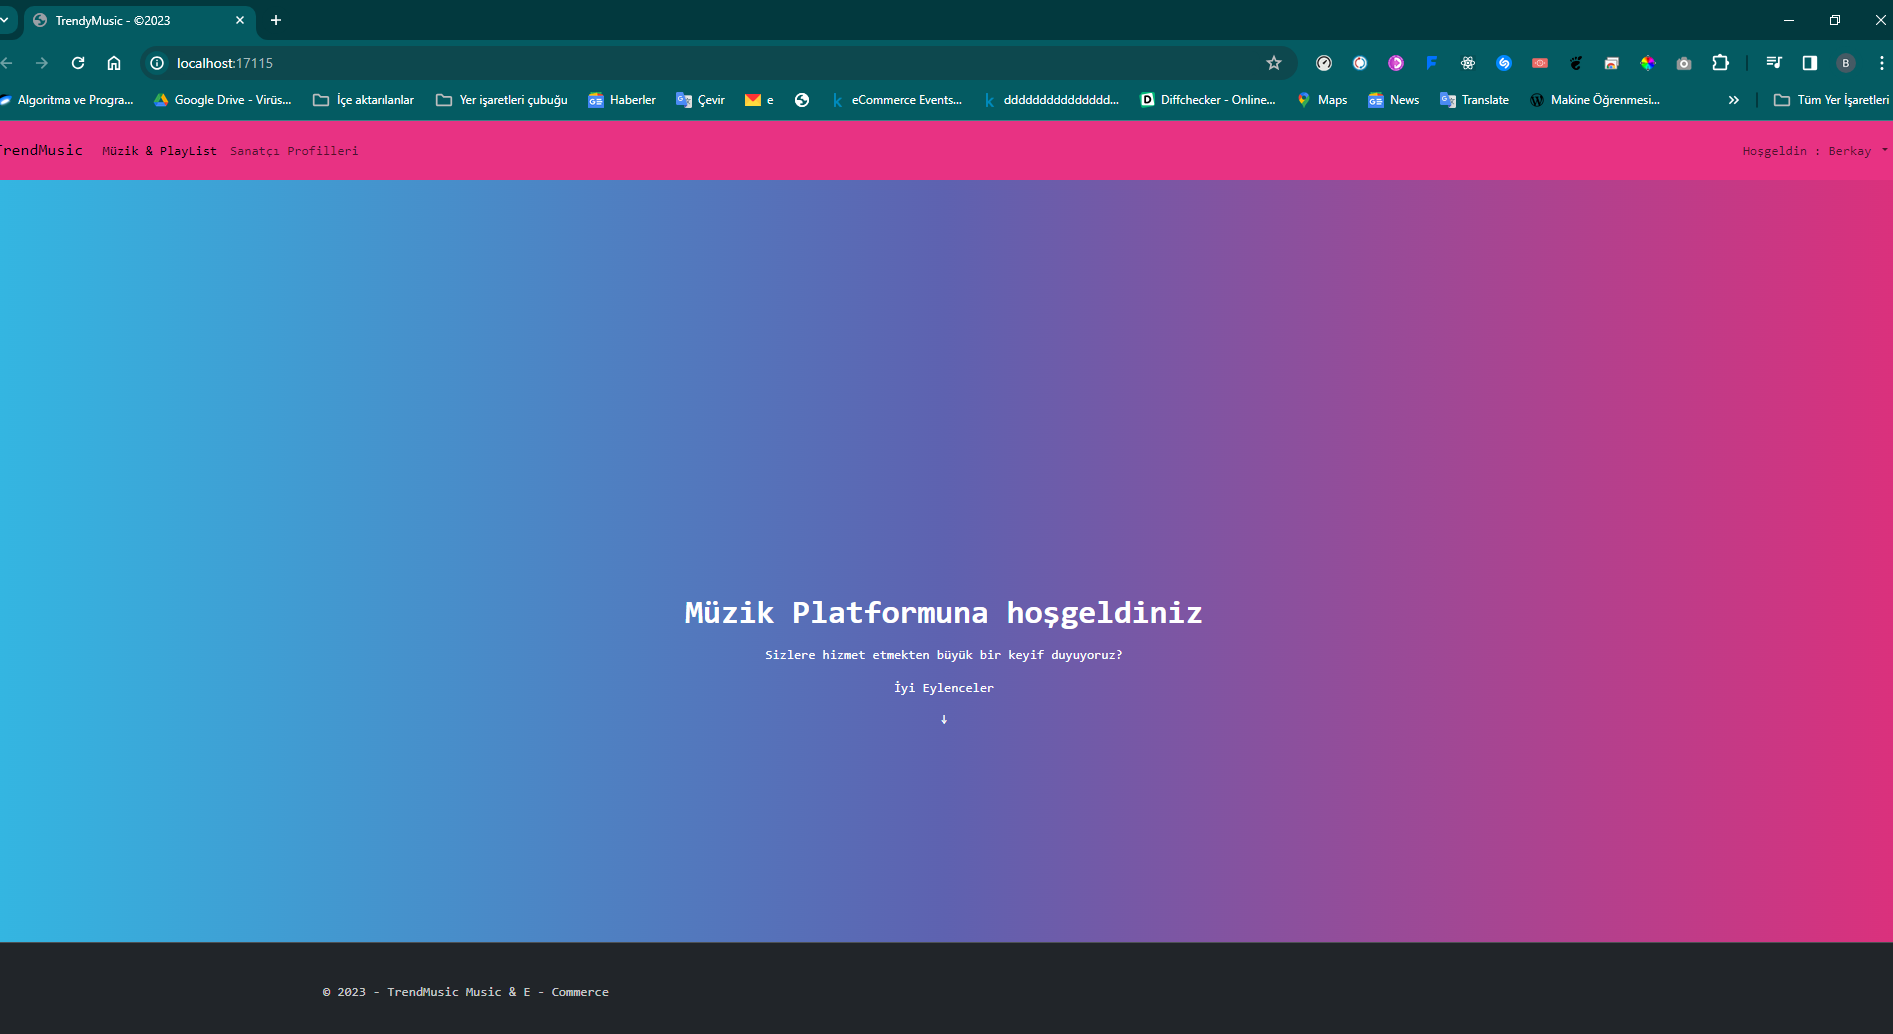 TrendyMusic - ©2023
localhost:17115
Algoritma ve Progra... Google Drive - Virüs... İçe aktarılanlar Yer işaretleri çubuğu Haberler Çevir e eCommerce Events... ddddddddddddddd... Diffchecker - Online... Maps News Translate Makine Öğrenmesi... » Tüm Yer İşaretleri
TrendMusic Müzik & PlayList Sanatçı Profilleri Hoşgeldin : Berkay
Müzik Platformuna hoşgeldiniz
Sizlere hizmet etmekten büyük bir keyif duyuyoruz?
İyi Eylenceler
↓
© 2023 - TrendMusic Music & E - Commerce